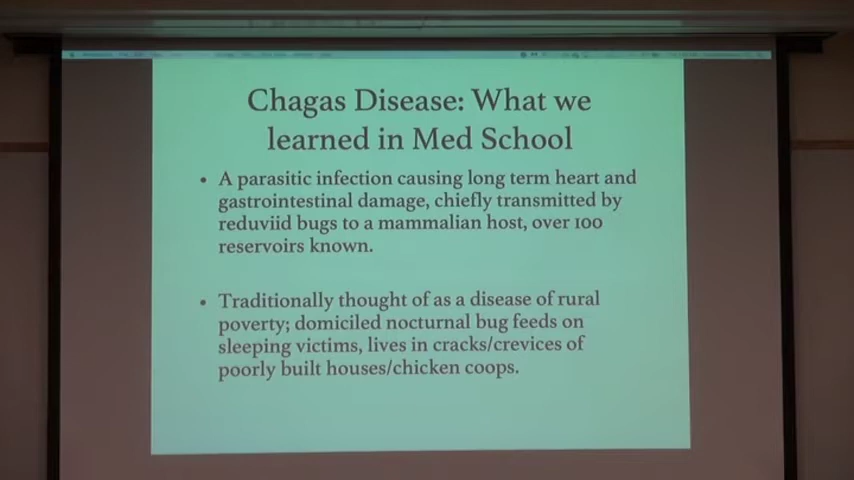 Chagas Disease: What we
learned in Med School
• A parasitic infection causing long term heart and
gastrointestinal damage, chiefly transmitted by
reduviid bugs to a mammalian host, over 100
reservoirs known.
• Traditionally thought of as a disease of rural
poverty; domiciled nocturnal bug feeds on
sleeping victims, lives in cracks/crevices of
poorly built houses/chicken coops.